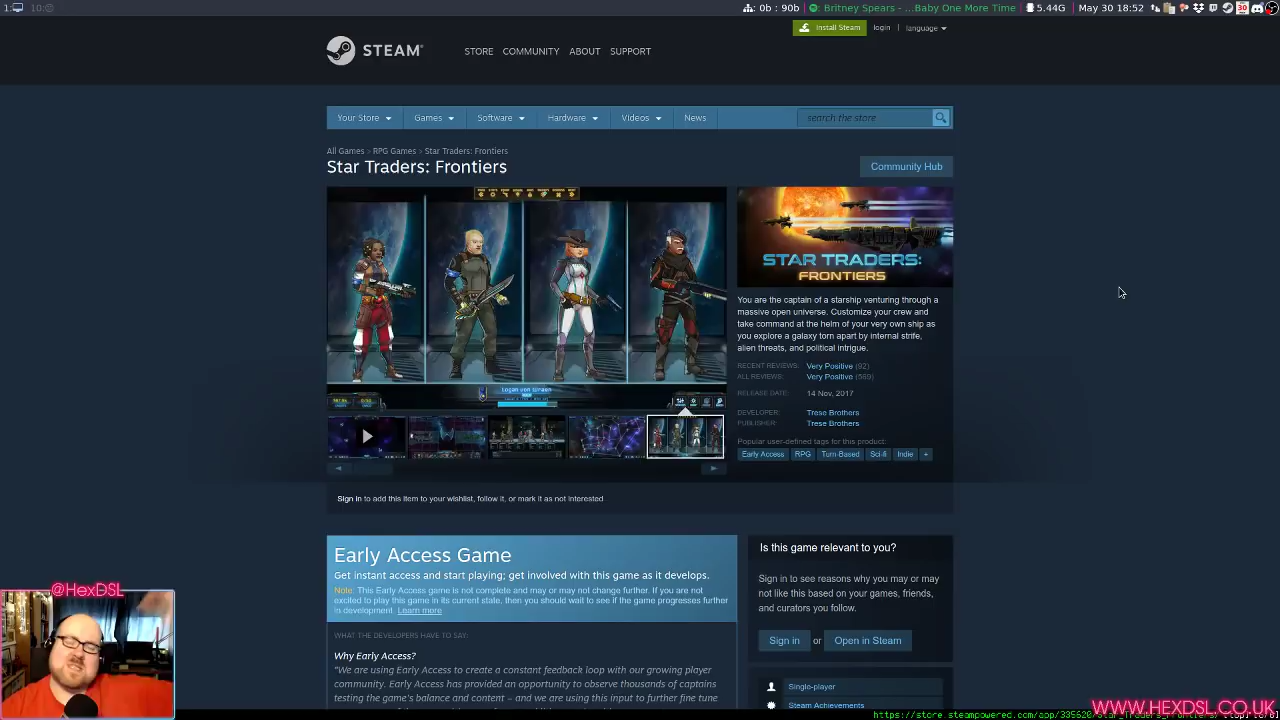 1:
10:
0b : 90b
Britney Spears - ...Baby One More Time
5.44G
May 30 18:52
30
Install Steam
login
language
STEAM
STORE
COMMUNITY
ABOUT
SUPPORT
Your Store
Games
Software
Hardware
Videos
News
search the store
All Games > RPG Games > Star Traders: Frontiers
Star Traders: Frontiers
Community Hub
STAR TRADERS:
FRONTIERS
You are the captain of a starship venturing through a
massive open universe. Customize your crew and
take command at the helm of your very own ship as
you explore a galaxy torn apart by internal strife,
alien threats, and political intrigue.
RECENT REVIEWS: Very Positive (92)
ALL REVIEWS: Very Positive (569)
RELEASE DATE: 14 Nov, 2017
DEVELOPER: Trese Brothers
PUBLISHER: Trese Brothers
Popular user-defined tags for this product:
Early Access
RPG
Turn-Based
Sci-fi
Indie
+
Sign in to add this item to your wishlist, follow it, or mark it as not interested
Early Access Game
Get instant access and start playing; get involved with this game as it develops.
Note: This Early Access game is not complete and may or may not change further. If you are not
excited to play this game in its current state, then you should wait to see if the game progresses further
in development. Learn more
WHAT THE DEVELOPERS HAVE TO SAY:
Why Early Access?
"We are using Early Access to create a constant feedback loop with our growing player
community. Early Access has provided an opportunity to observe thousands of captains
testing the game's balance and content – and we are using this input to further fine tune
Is this game relevant to you?
Sign in to see reasons why you may or may
not like this based on your games, friends,
and curators you follow.
Sign in
or
Open in Steam
Single-player
Steam Achievements
@HexDSL
WWW.HEXDSL.CO.UK